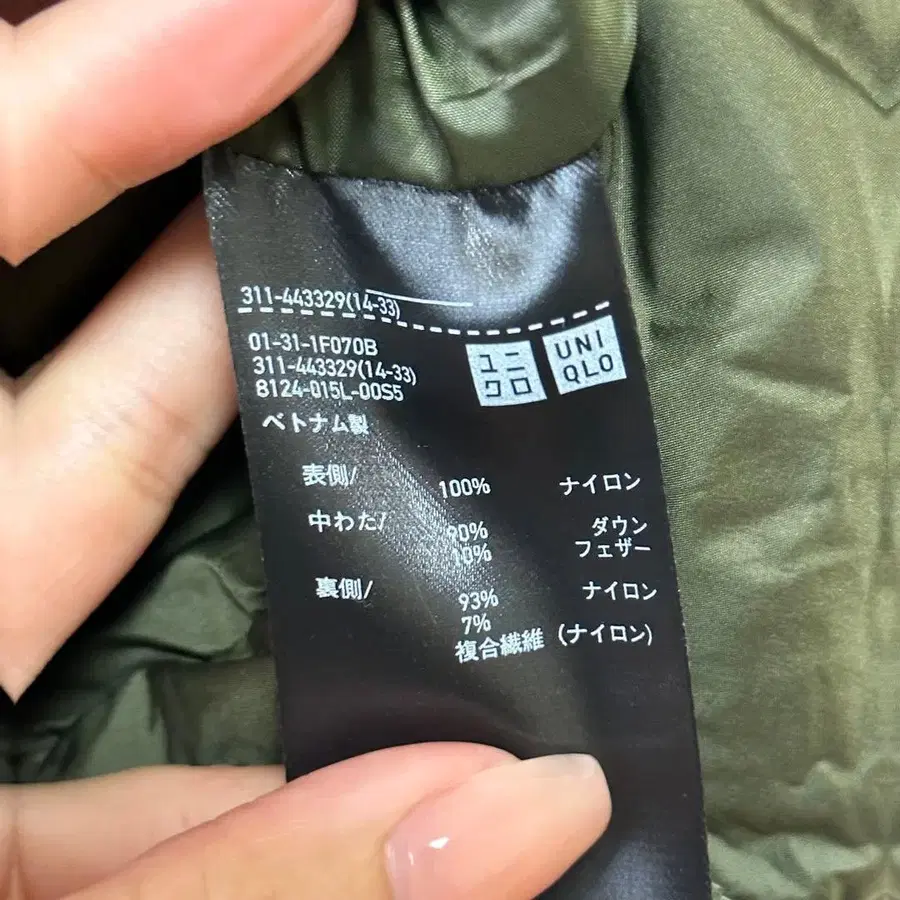 311-443329(14-33)
01-31-1F070B
311-443329(14-33)
8124-015L-00S5
ユニ
クロ
UNI
QLO
ベトナム製
表側/ 100% ナイロン
中わた/ 90% ダウン
10% フェザー
裏側/ 93% ナイロン
7%
複合繊維 (ナイロン)